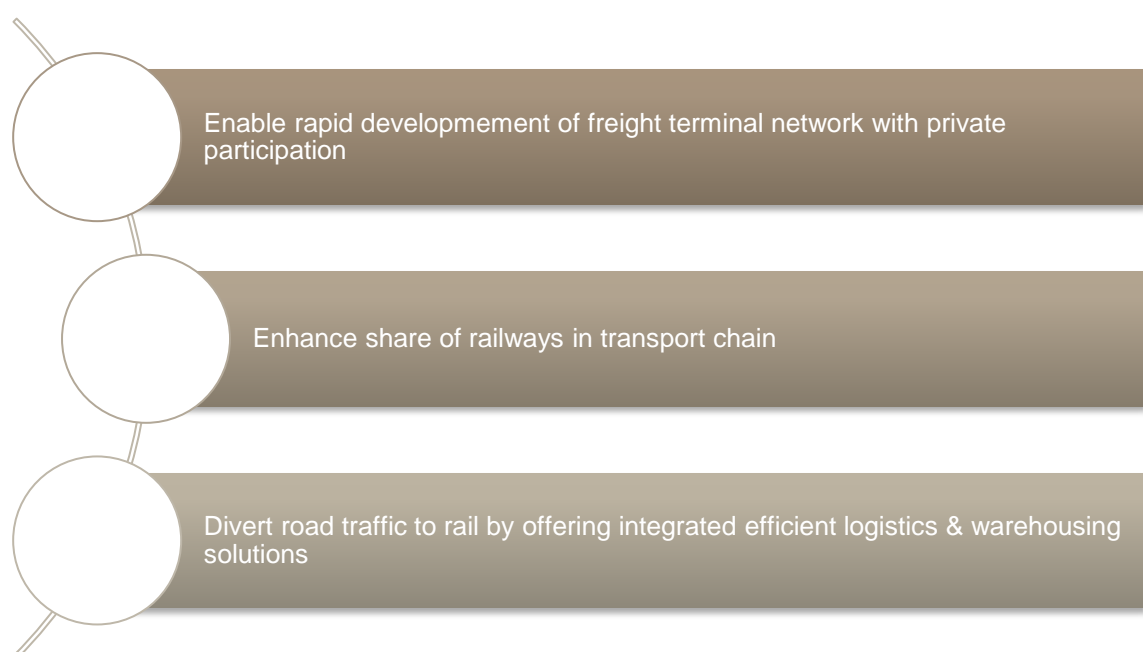 Enable rapid developmement of freight terminal network with private
participation
Enhance share of railways in transport chain
Divert road traffic to rail by offering integrated efficient logistics & warehousing
solutions